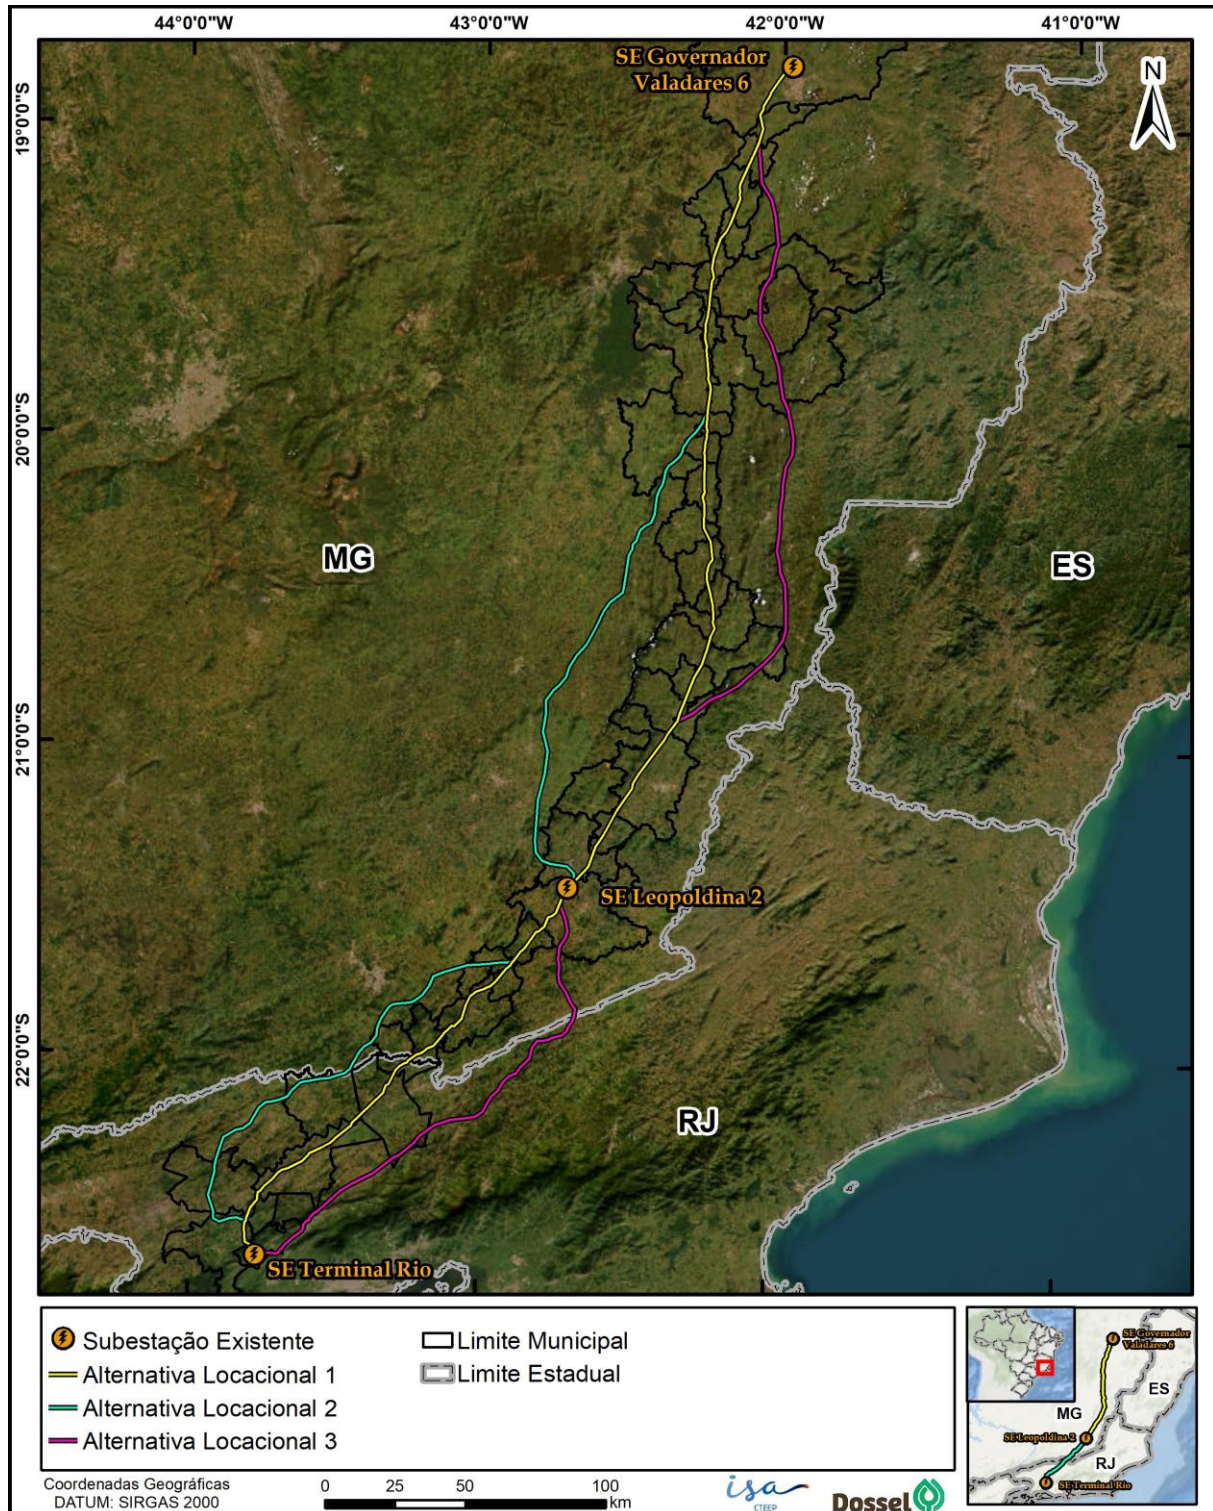 44°0'0"W
43°0'0"W
42°0'0"W
41°0'0"W
SE Governador
Valadares 6
N
19°0'0"S
20°0'0"S
MG
ES
21°0'0"S
SE Leopoldina 2
22°0'0"S
RJ
SE Terminal Rio
Subestação Existente
Alternativa Locacional 1
Alternativa Locacional 2
Alternativa Locacional 3
Limite Municipal
Limite Estadual
SE Governador
Valadares 6
ES
MG
SE Leopoldina 2
RJ
SE Terminal Rio
Coordenadas Geográficas
DATUM: SIRGAS 2000
0 25 50 100
km
isa
CTEEP
Dossel